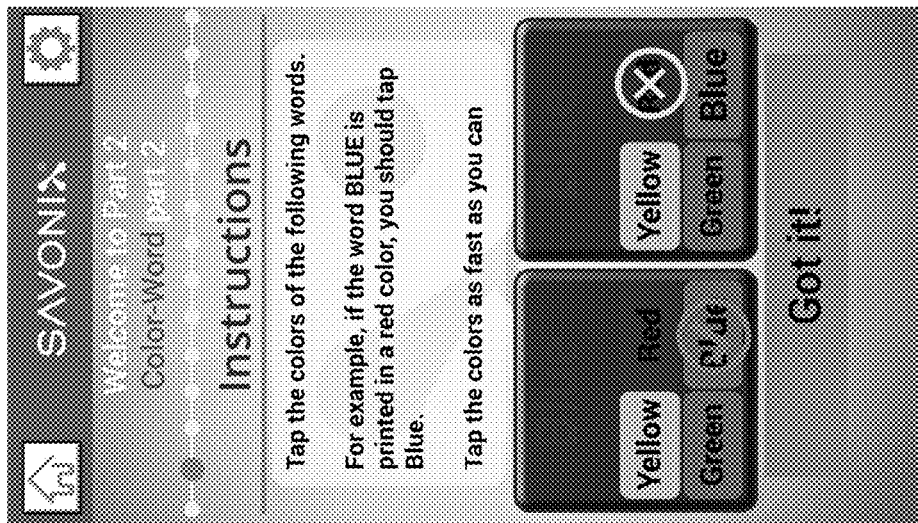 SAVONIX
Welcome to Part 2
Color-Word part 2
Instructions
Tap the colors of the following words.
For example, if the word BLUE is
printed in a red color, you should tap
Blue.
Tap the colors as fast as you can
Yellow Red
Green Blue
Yellow
Green Blue
Got it!